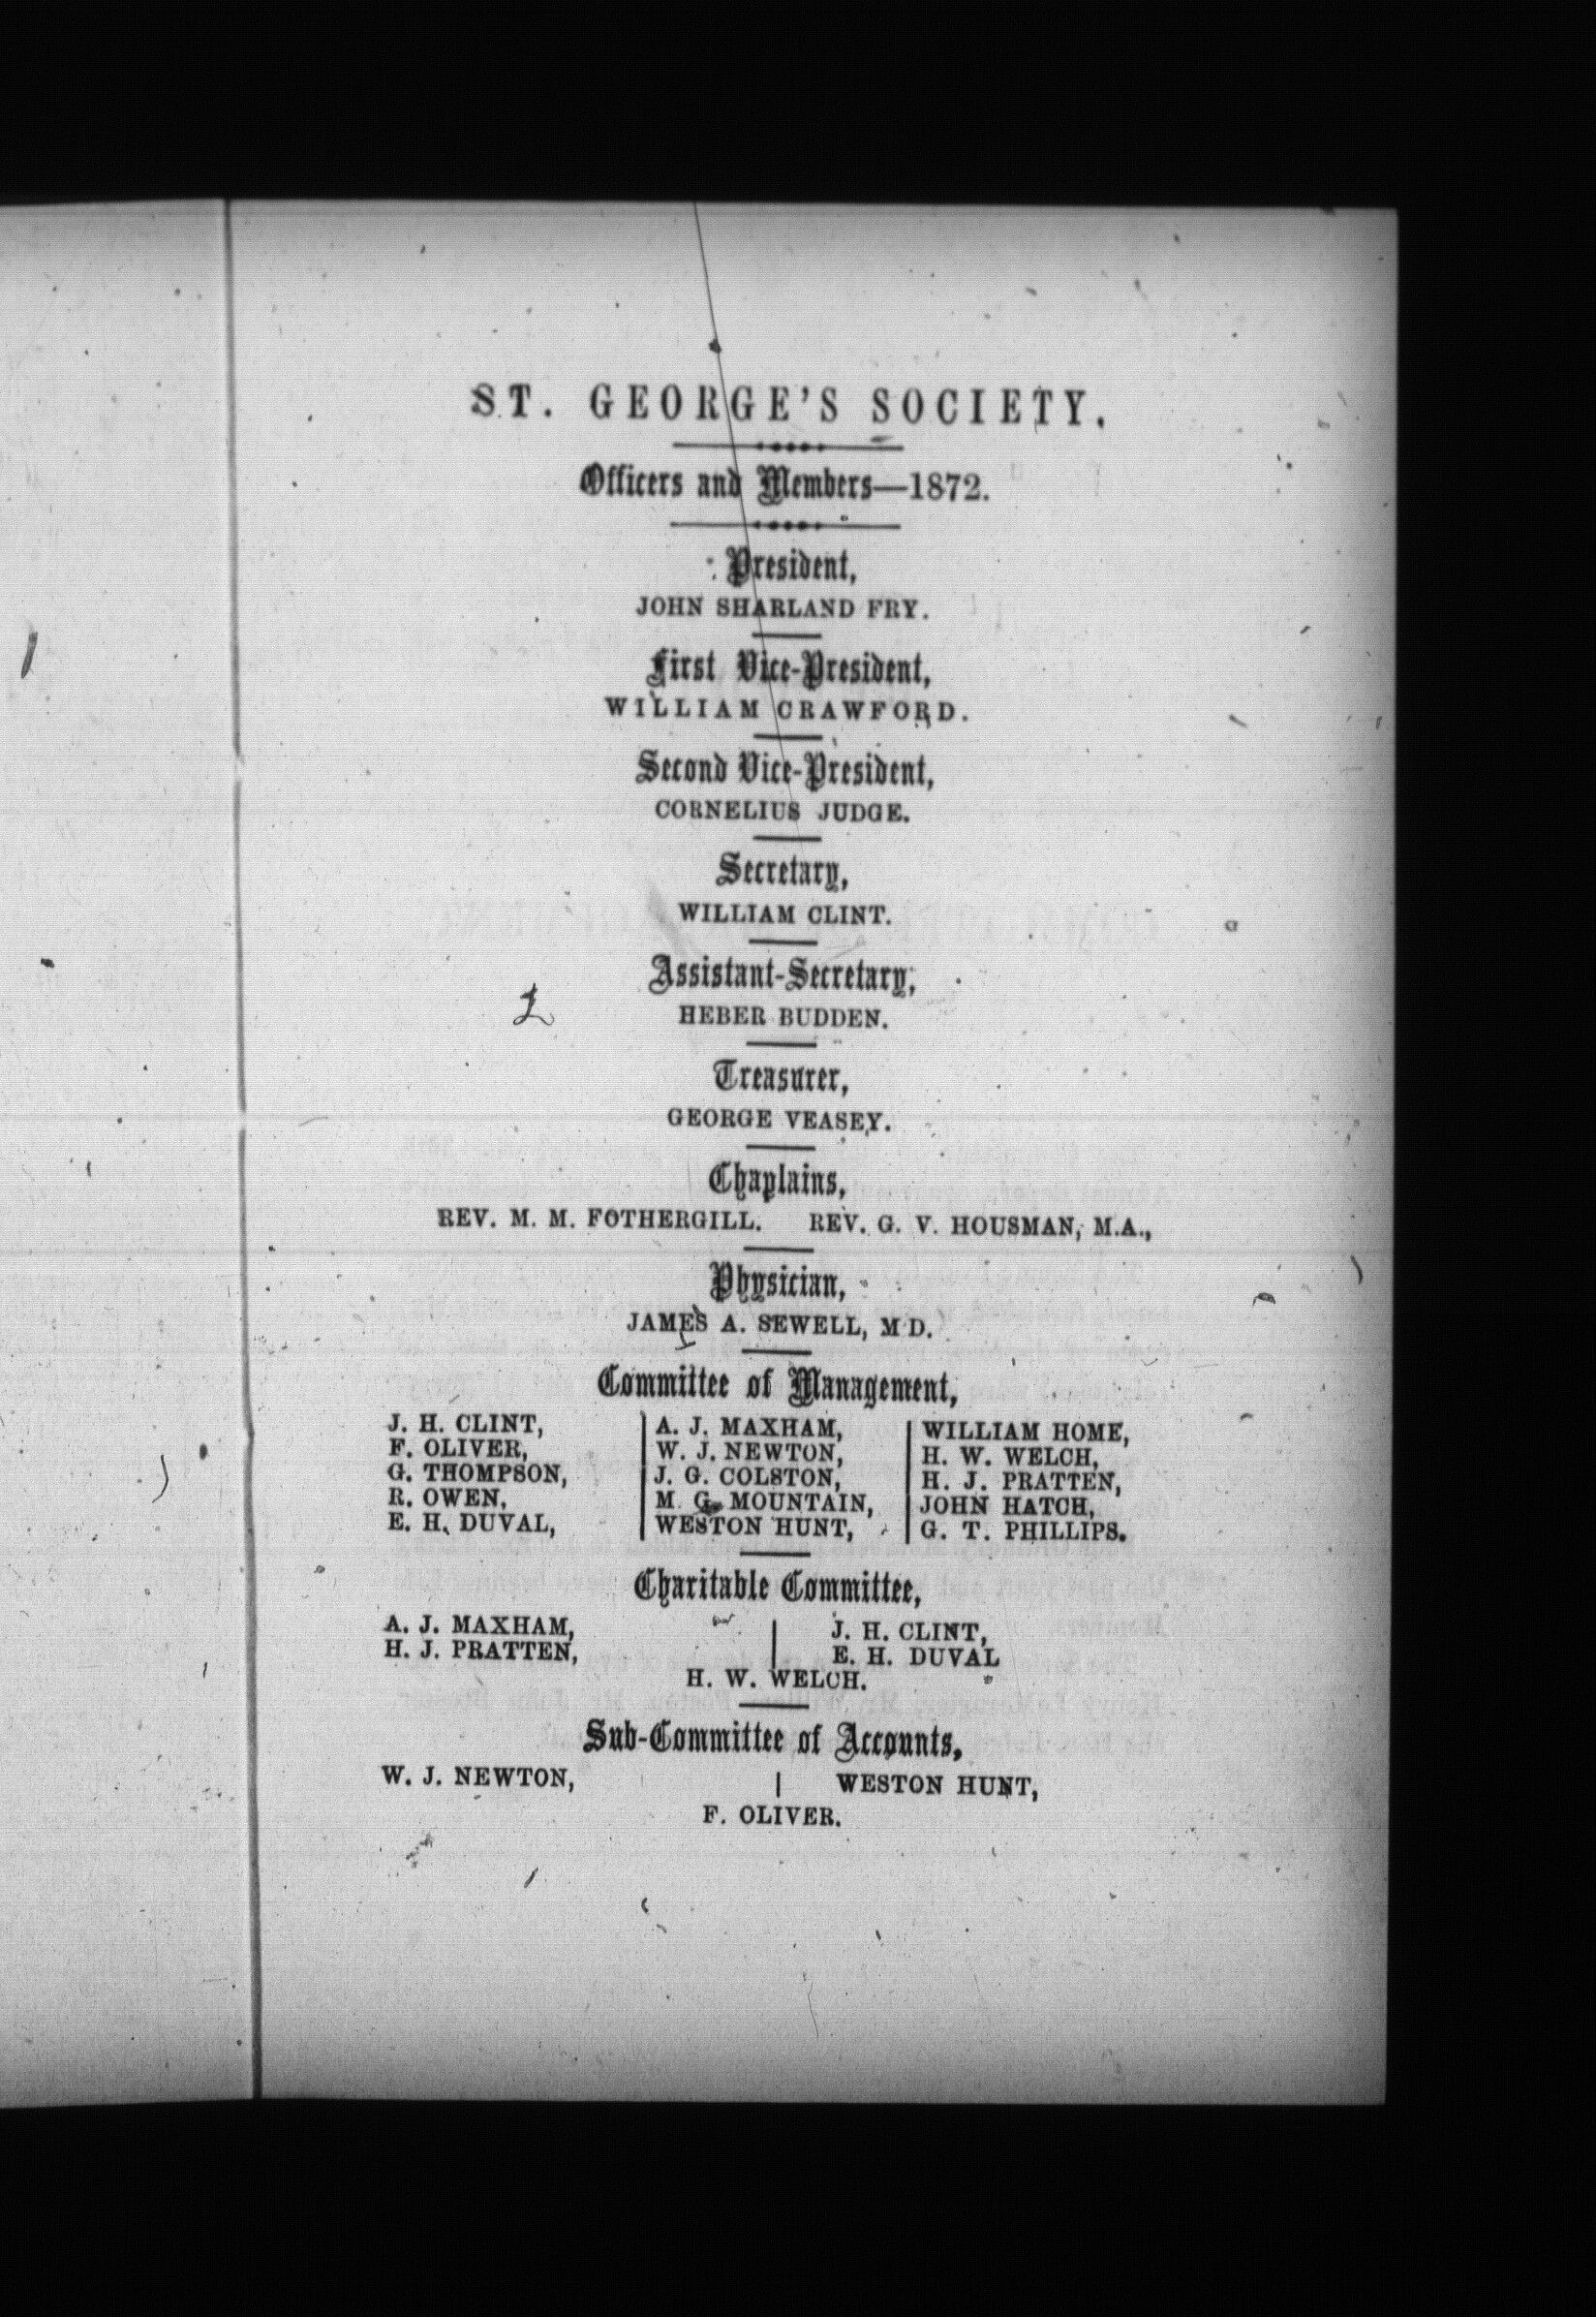 ST. GEORGE'S SOCIETY.
Officers and Members—1872.
President,
JOHN SHARLAND FRY.
First Vice-President,
WILLIAM CRAWFORD.
Second Vice-President,
CORNELIUS JUDGE.
Secretary,
WILLIAM CLINT.
Assistant-Secretary,
HEBER BUDDEN.
Treasurer,
GEORGE VEASEY.
Chaplains,
REV. M. M. FOTHERGILL. REV. G. V. HOUSMAN, M.A.,
Physician,
JAMES A. SEWELL, M D.
Committee of Management,
J. H. CLINT,
F. OLIVER,
G. THOMPSON,
R. OWEN,
E. H. DUVAL,
A. J. MAXHAM,
W. J. NEWTON,
J. G. COLSTON,
M. G. MOUNTAIN,
WESTON HUNT,
WILLIAM HOME,
H. W. WELCH,
H. J. PRATTEN,
JOHN HATCH,
G. T. PHILLIPS.
Charitable Committee,
A. J. MAXHAM,
H. J. PRATTEN,
J. H. CLINT,
E. H. DUVAL
H. W. WELCH.
Sub-Committee of Accounts,
W. J. NEWTON, WESTON HUNT,
F. OLIVER.